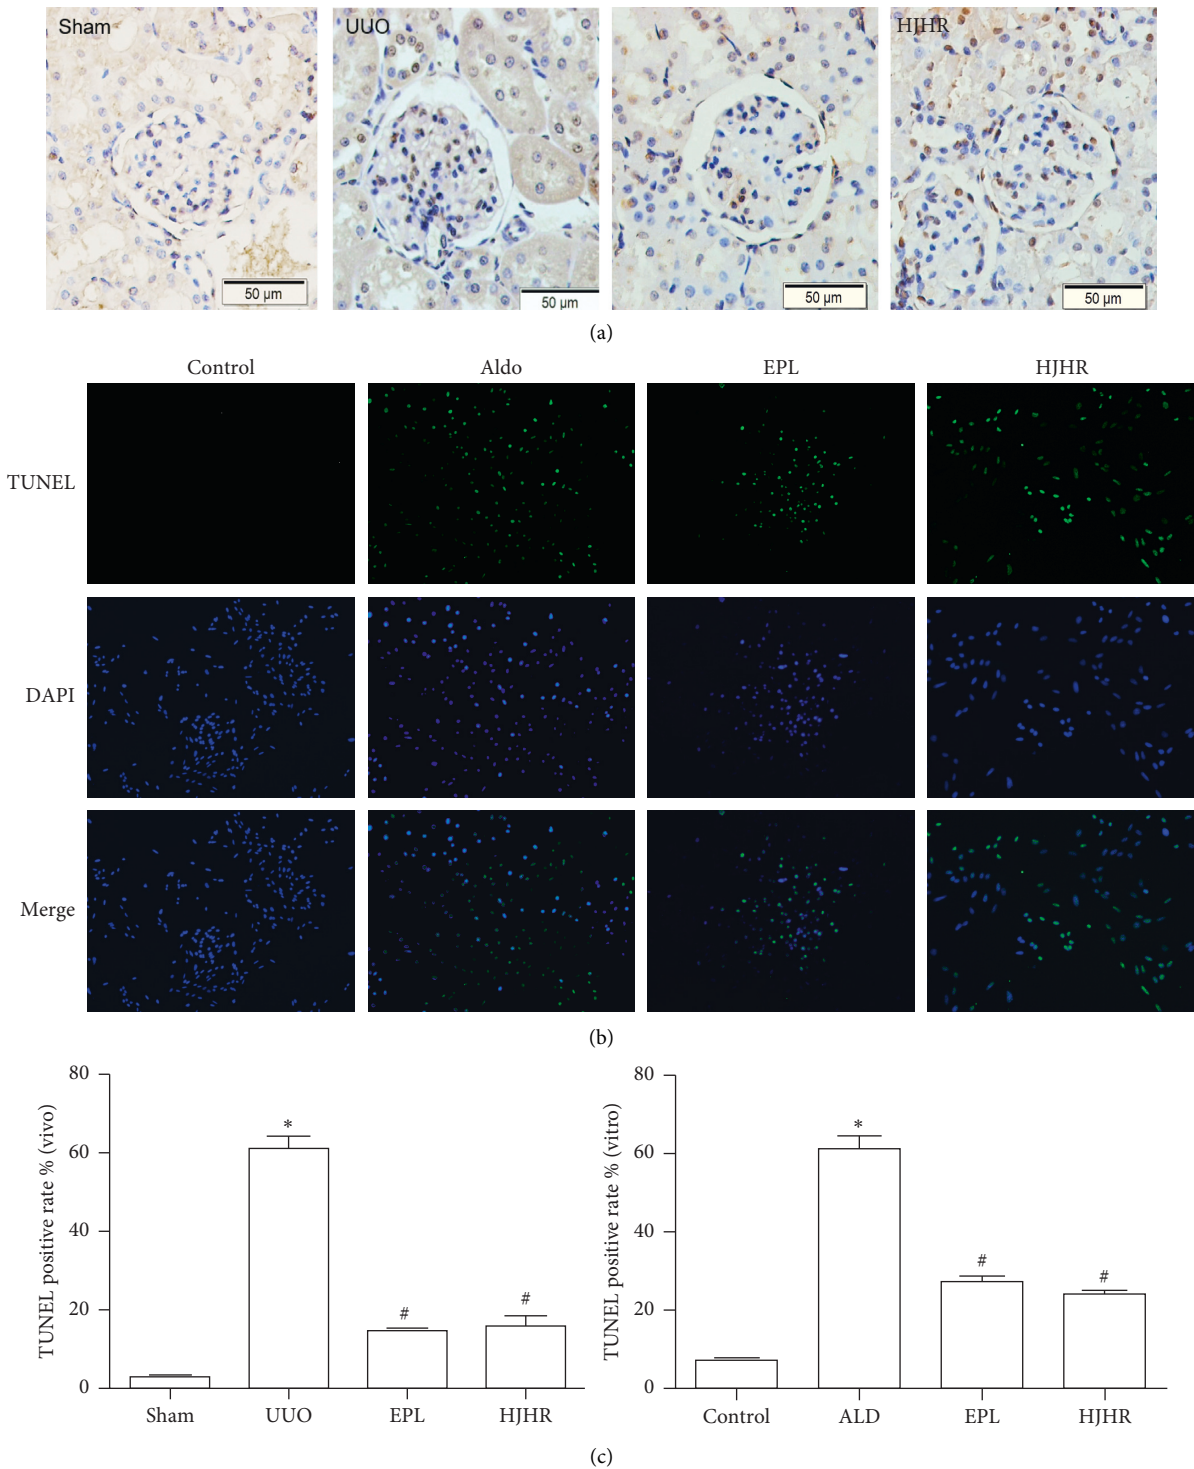 Sham
UUO
HJHR
50 µm
50 µm
50 µm
50 µm
(a)
Control
Aldo
EPL
HJHR
TUNEL
DAPI
Merge
(b)
TUNEL positive rate % (vivo)
80
60
40
20
0
*
#
#
Sham
UUO
EPL
HJHR
TUNEL positive rate % (vitro)
80
60
40
20
0
*
#
#
Control
ALD
EPL
HJHR
(c)